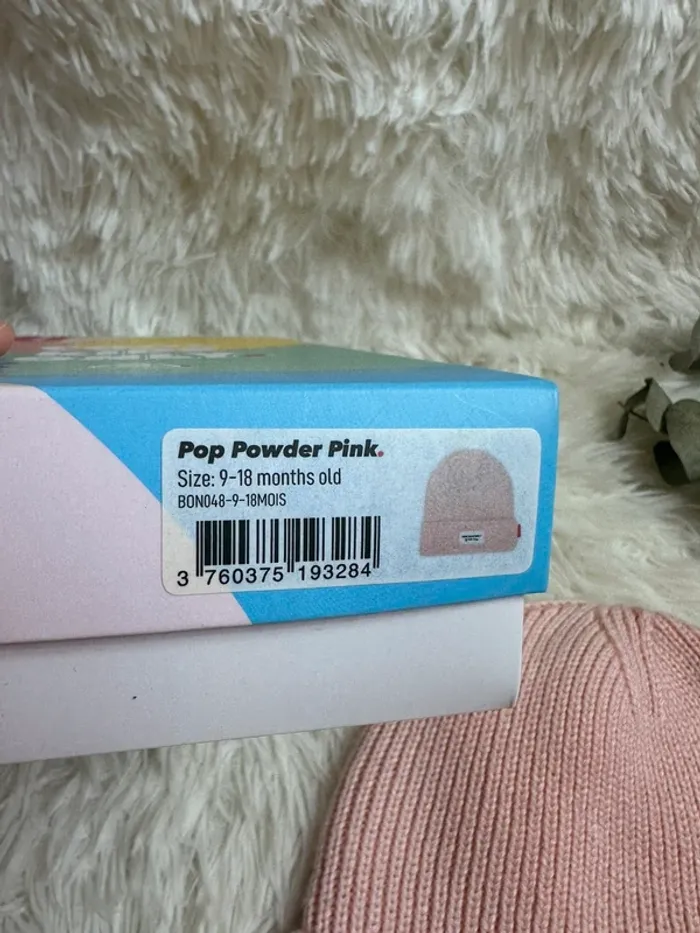 Pop Powder Pink.
Size: 9-18 months old
BON048-9-18MOIS
3 760375 193284